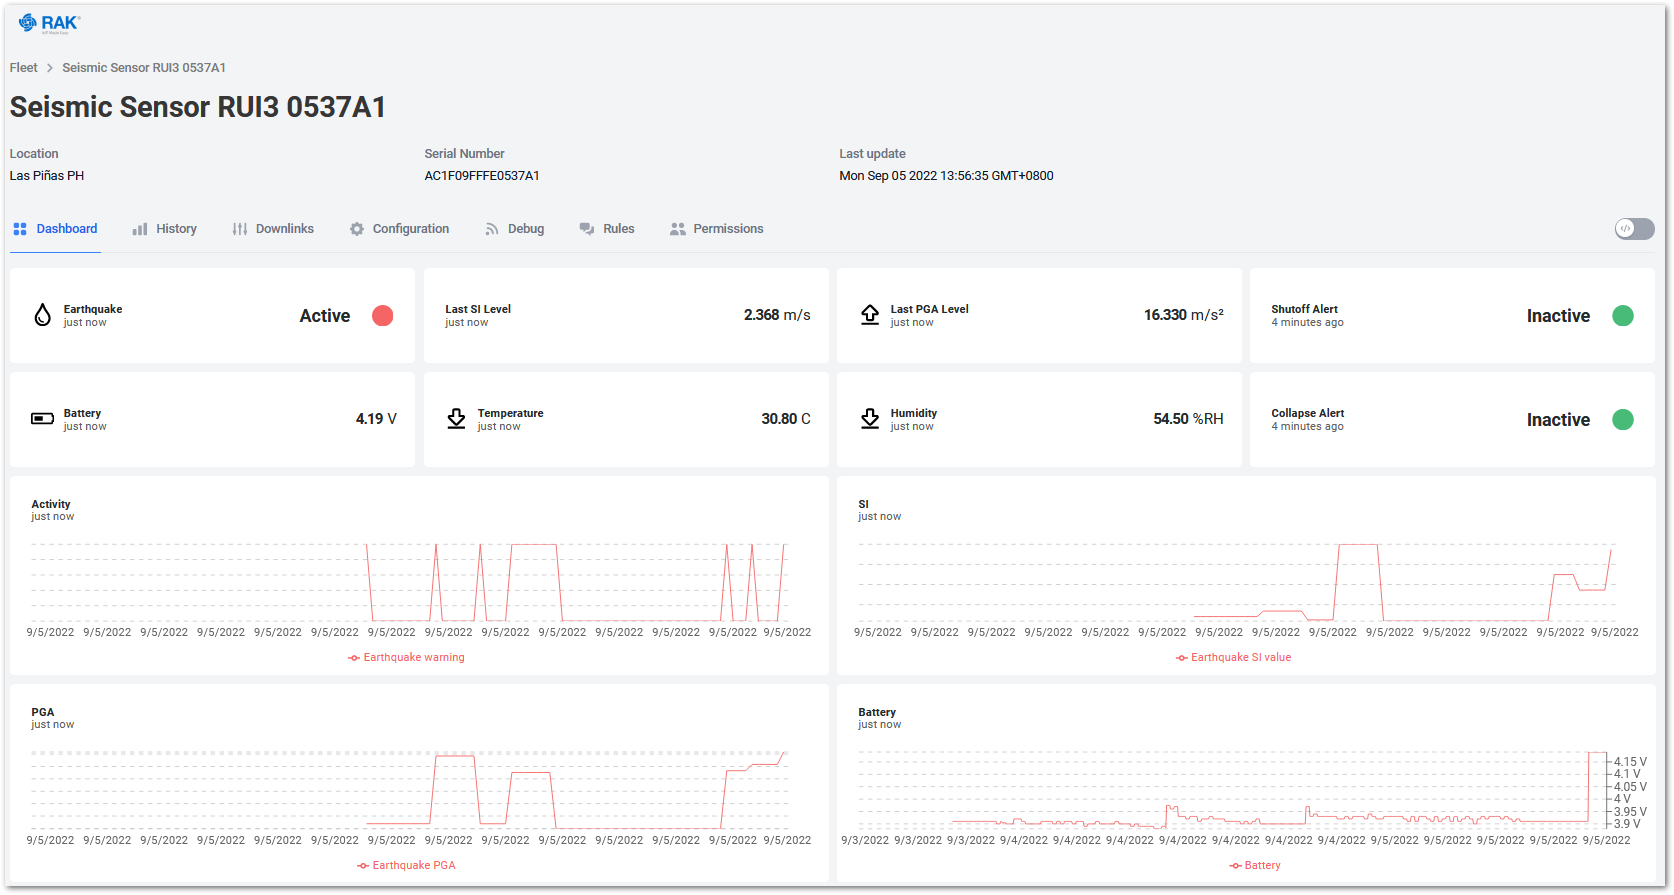 RAK
Fleet > Seismic Sensor RUI3 0537A1
Seismic Sensor RUI3 0537A1
Location Serial Number Last update
Las Piñas PH AC1F09FFFE0537A1 Mon Sep 05 2022 13:56:35 GMT+0800
Dashboard History Downlinks Configuration Debug Rules Permissions </>
Earthquake
just now
Active
Last SI Level
just now
2.368 m/s
Last PGA Level
just now
16.330 m/s²
Shutoff Alert
4 minutes ago
Inactive
Battery
just now
4.19 V
Temperature
just now
30.80 C
Humidity
just now
54.50 %RH
Collapse Alert
4 minutes ago
Inactive
Activity
just now
9/5/2022 9/5/2022 9/5/2022 9/5/2022 9/5/2022 9/5/2022 9/5/2022 9/5/2022 9/5/2022 9/5/2022 9/5/2022 9/5/2022 9/5/2022 9/5/2022
Earthquake warning
SI
just now
9/5/2022 9/5/2022 9/5/2022 9/5/2022 9/5/2022 9/5/2022 9/5/2022 9/5/2022 9/5/2022 9/5/2022 9/5/2022 9/5/2022 9/5/2022 9/5/2022
Earthquake SI value
PGA
just now
9/5/2022 9/5/2022 9/5/2022 9/5/2022 9/5/2022 9/5/2022 9/5/2022 9/5/2022 9/5/2022 9/5/2022 9/5/2022 9/5/2022 9/5/2022 9/5/2022
Earthquake PGA
Battery
just now
4.15 V
4.1 V
4.05 V
4 V
3.95 V
3.9 V
9/3/2022 9/3/2022 9/3/2022 9/4/2022 9/4/2022 9/4/2022 9/4/2022 9/4/2022 9/4/2022 9/4/2022 9/5/2022 9/5/2022 9/5/2022 9/5/2022 9/5/2022
Battery